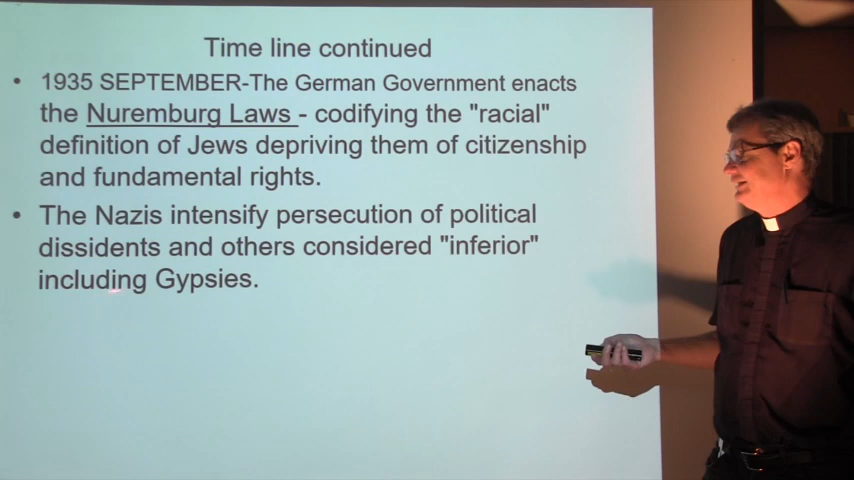 Time line continued
• 1935 SEPTEMBER-The German Government enacts
the Nuremburg Laws - codifying the "racial"
definition of Jews depriving them of citizenship
and fundamental rights.
• The Nazis intensify persecution of political
dissidents and others considered "inferior"
including Gypsies.